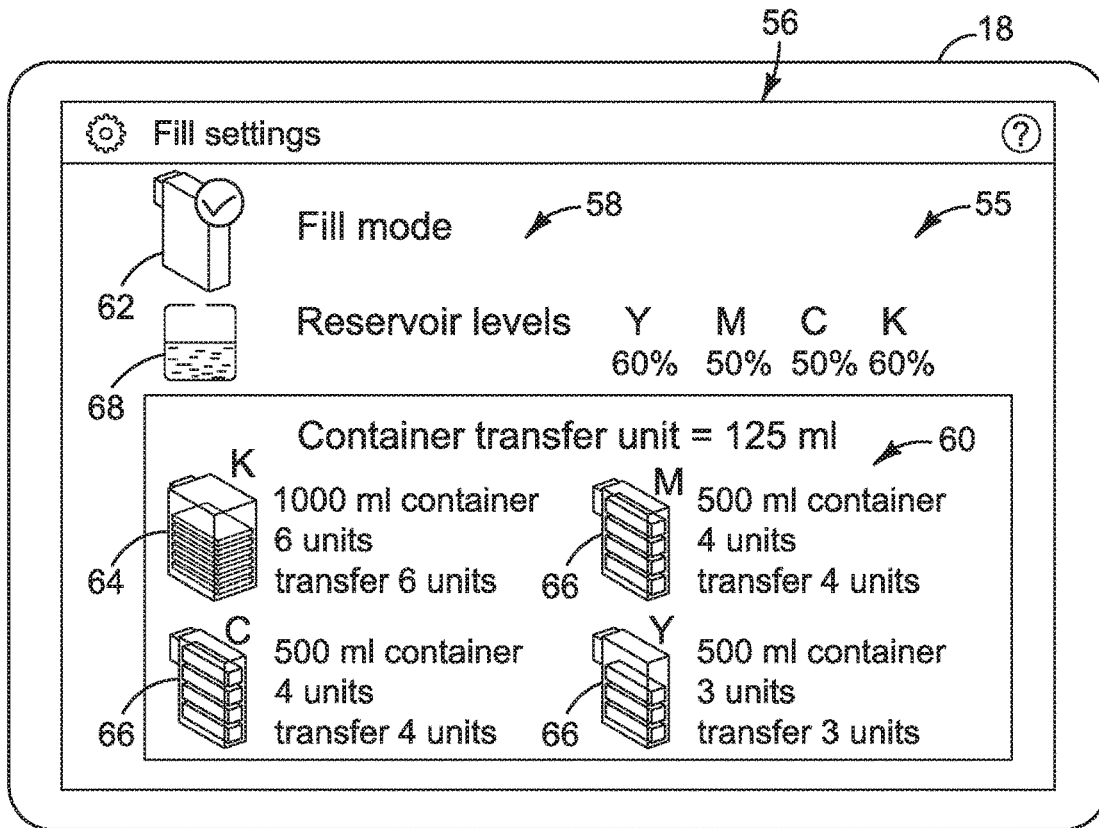 56
18
Fill settings ?
Fill mode
58
55
62
Reservoir levels Y M C K
60% 50% 50% 60%
68
Container transfer unit = 125 ml
60
K
1000 ml container
6 units
transfer 6 units
64
M
500 ml container
4 units
transfer 4 units
66
C
500 ml container
4 units
transfer 4 units
66
Y
500 ml container
3 units
transfer 3 units
66